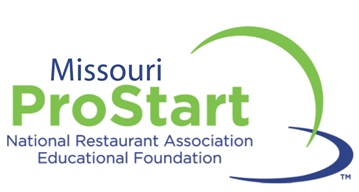 Missouri
ProStart
National Restaurant Association
Educational Foundation
TM